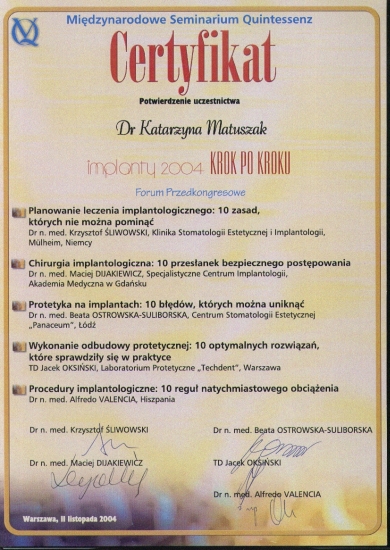 Międzynarodowe Seminarium Quintessenz
Certyfikat
Potwierdzenie uczestnictwa
Dr Katarzyna Matuszak
implanty 2004 KROK PO KROKU
Forum Przedkongresowe
Planowanie leczenia implantologicznego: 10 zasad,
których nie można pominąć
Dr n. med. Krzysztof ŚLIWOWSKI, Klinika Stomatologii Estetycznej i Implantologii,
Mülheim, Niemcy
Chirurgia implantologiczna: 10 przesłanek bezpiecznego postępowania
Dr n. med. Maciej DIJAKIEWICZ, Specjalistyczne Centrum Implantologii,
Akademia Medyczna w Gdańsku
Protetyka na implantach: 10 błędów, których można uniknąć
Dr n. med. Beata OSTROWSKA-SULIBORSKA, Centrum Stomatologii Estetycznej
„Panaceum", Łódź
Wykonanie odbudowy protetycznej: 10 optymalnych rozwiązań,
które sprawdziły się w praktyce
TD Jacek OKSIŃSKI, Laboratorium Protetyczne „Techdent", Warszawa
Procedury implantologiczne: 10 reguł natychmiastowego obciążenia
Dr n. med. Alfredo VALENCIA, Hiszpania
Dr n. med. Krzysztof ŚLIWOWSKI Dr n. med. Beata OSTROWSKA-SULIBORSKA
Dr n. med. Maciej DIJAKIEWICZ TD Jacek OKSIŃSKI
Dr n. med. Alfredo VALENCIA
Warszawa, 11 listopada 2004